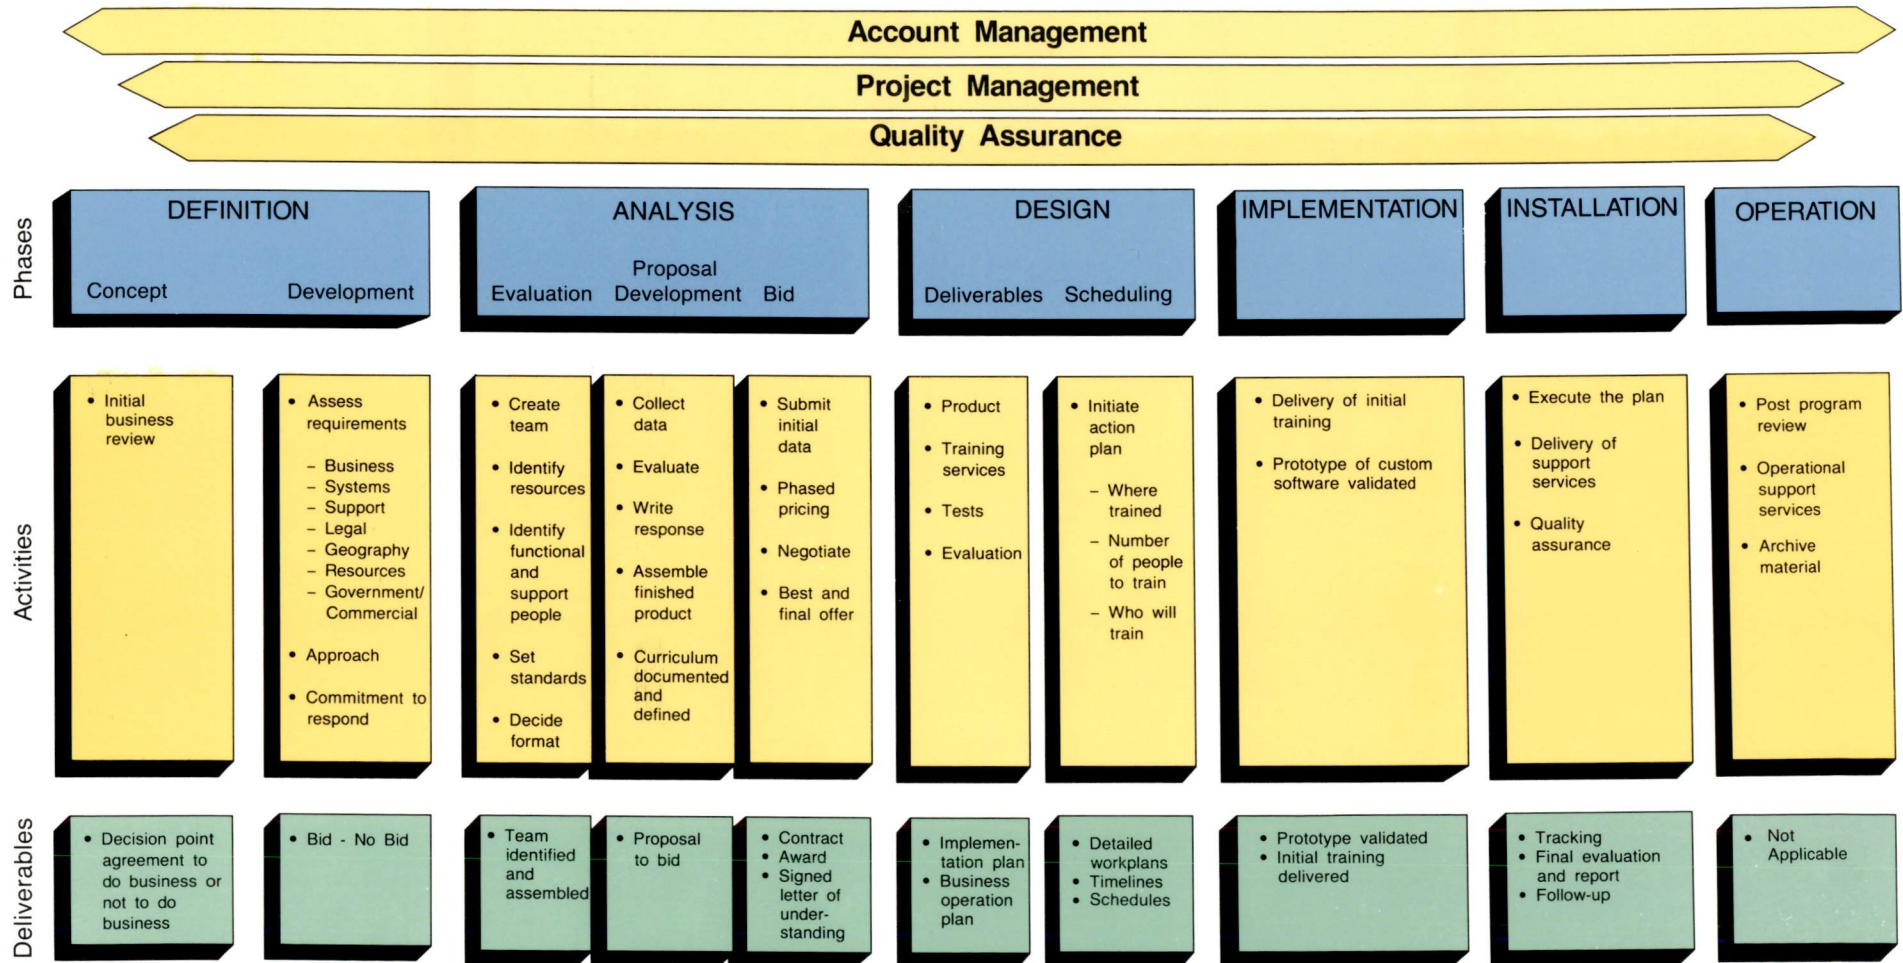 Account Management
Project Management
Quality Assurance
Phases
DEFINITION
Concept
Development
ANALYSIS
Evaluation
Proposal
Development
Bid
DESIGN
Deliverables
Scheduling
IMPLEMENTATION
INSTALLATION
OPERATION
Activities
• Initial
business
review
• Assess
requirements
– Business
– Systems
– Support
– Legal
– Geography
– Resources
– Government/
Commercial
• Approach
• Commitment to
respond
• Create
team
• Identify
resources
• Identify
functional
and
support
people
• Set
standards
• Decide
format
• Collect
data
• Evaluate
• Write
response
• Assemble
finished
product
• Curriculum
documented
and
defined
• Submit
initial
data
• Phased
pricing
• Negotiate
• Best and
final offer
• Product
• Training
services
• Tests
• Evaluation
• Initiate
action
plan
– Where
trained
– Number
of people
to train
– Who will
train
• Delivery of initial
training
• Prototype of custom
software validated
• Execute the plan
• Delivery of
support
services
• Quality
assurance
• Post program
review
• Operational
support
services
• Archive
material
Deliverables
• Decision point
agreement to
do business or
not to do
business
• Bid - No Bid
• Team
identified
and
assembled
• Proposal
to bid
• Contract
• Award
• Signed
letter of
under-
standing
• Implemen-
tation plan
• Business
operation
plan
• Detailed
workplans
• Timelines
• Schedules
• Prototype validated
• Initial training
delivered
• Tracking
• Final evaluation
and report
• Follow-up
• Not
Applicable